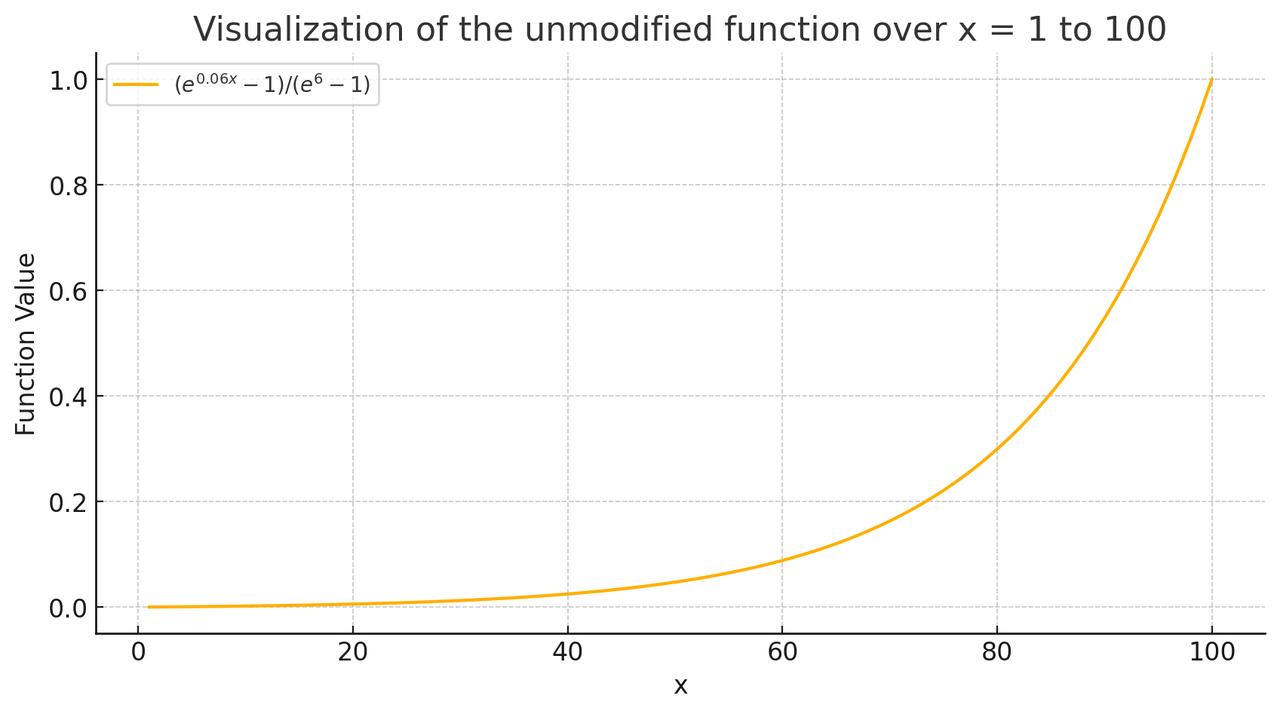 Visualization of the unmodified function over x = 1 to 100
(e^{0.06x} − 1)/(e^6 − 1)
Function Value
1.0
0.8
0.6
0.4
0.2
0.0
0 20 40 60 80 100
x